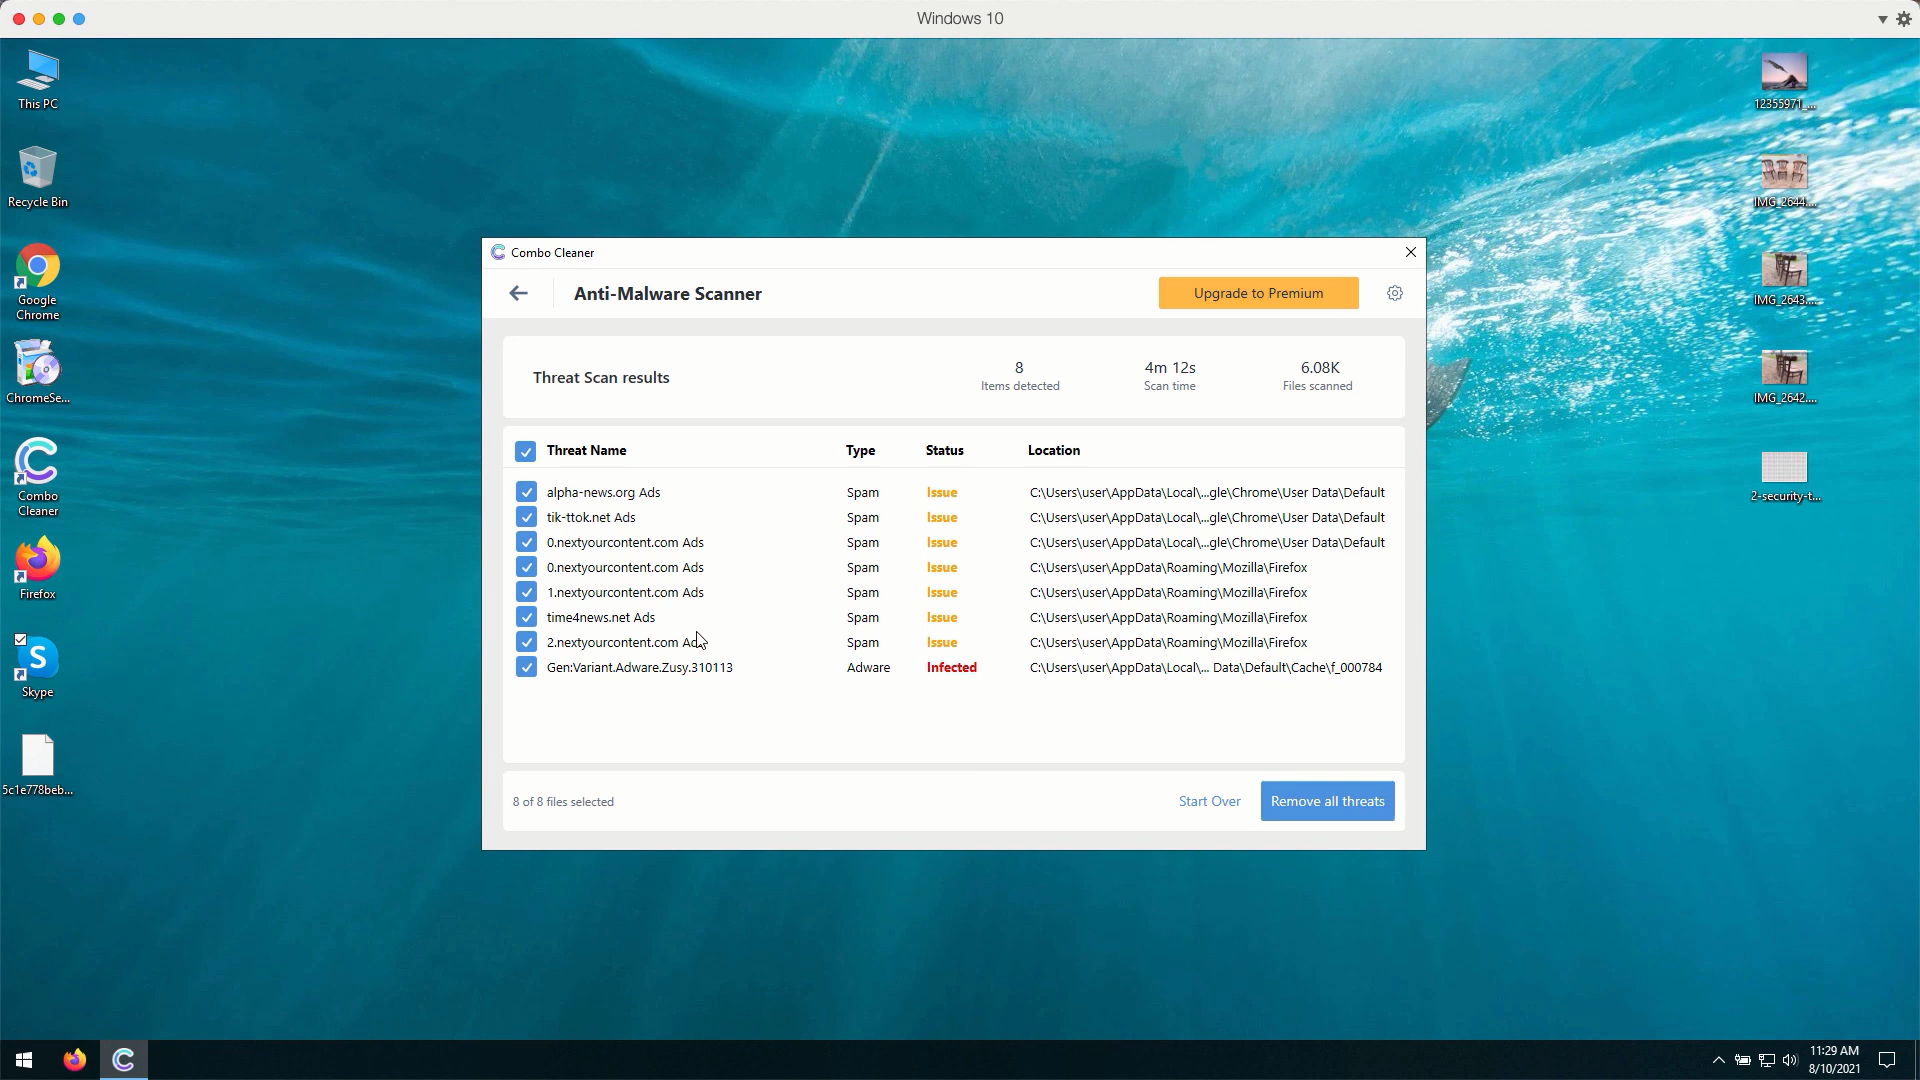 Windows 10
This PC
Recycle Bin
Google
Chrome
ChromeSe...
Combo
Cleaner
Firefox
Skype
5c1e778beb...
12355971_...
IMG_2644....
IMG_2643....
IMG_2642....
2-security-t...
Combo Cleaner
Anti-Malware Scanner
Upgrade to Premium
Threat Scan results
8
Items detected
4m 12s
Scan time
6.08K
Files scanned
Threat Name Type Status Location
alpha-news.org Ads Spam Issue C:\Users\user\AppData\Local\...gle\Chrome\User Data\Default
tik-ttok.net Ads Spam Issue C:\Users\user\AppData\Local\...gle\Chrome\User Data\Default
0.nextyourcontent.com Ads Spam Issue C:\Users\user\AppData\Local\...gle\Chrome\User Data\Default
0.nextyourcontent.com Ads Spam Issue C:\Users\user\AppData\Roaming\Mozilla\Firefox
1.nextyourcontent.com Ads Spam Issue C:\Users\user\AppData\Roaming\Mozilla\Firefox
time4news.net Ads Spam Issue C:\Users\user\AppData\Roaming\Mozilla\Firefox
2.nextyourcontent.com Ads Spam Issue C:\Users\user\AppData\Roaming\Mozilla\Firefox
Gen:Variant.Adware.Zusy.310113 Adware Infected C:\Users\user\AppData\Local\... Data\Default\Cache\f_000784
8 of 8 files selected
Start Over
Remove all threats
11:29 AM
8/10/2021